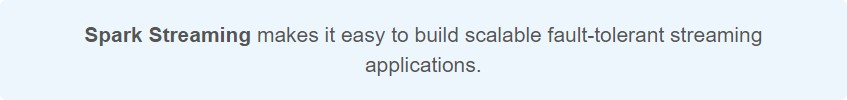 Spark Streaming makes it easy to build scalable fault-tolerant streaming
applications.